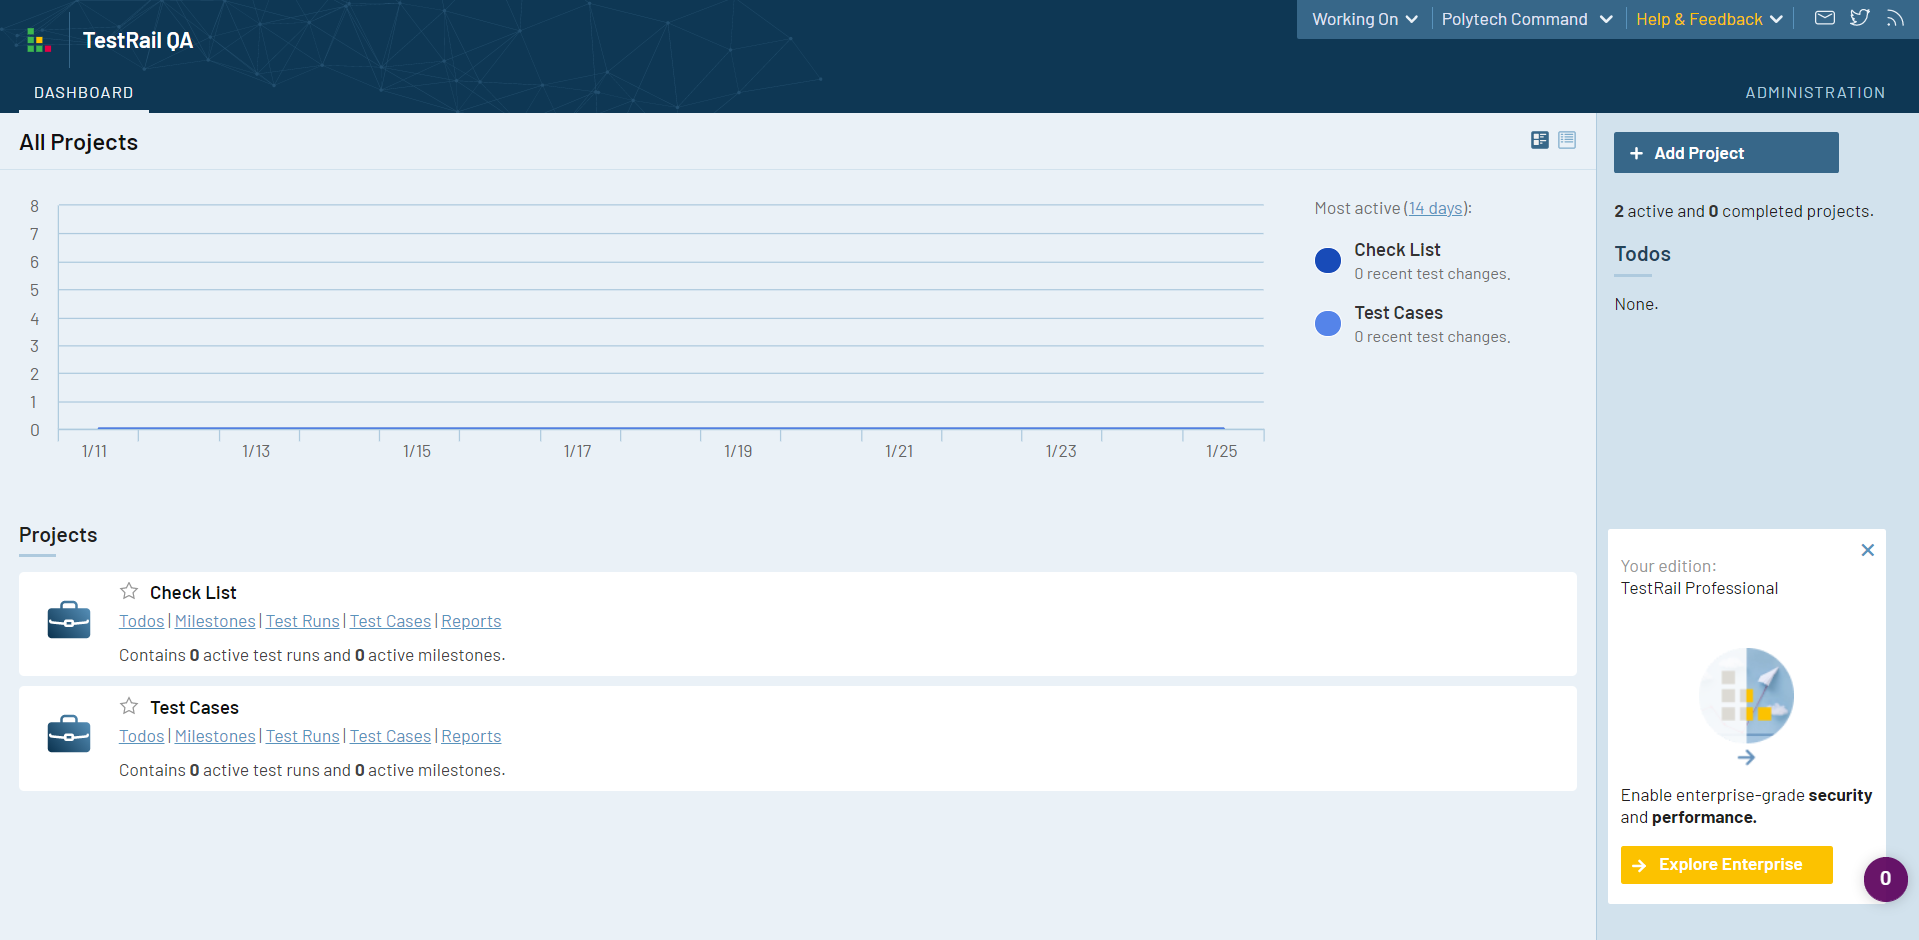 Working On
Polytech Command
Help & Feedback
TestRail QA
DASHBOARD
ADMINISTRATION
All Projects
8
7
6
5
4
3
2
1
0
1/11 1/13 1/15 1/17 1/19 1/21 1/23 1/25
Most active (14 days):
Check List
0 recent test changes.
Test Cases
0 recent test changes.
Projects
Check List
Todos | Milestones | Test Runs | Test Cases | Reports
Contains 0 active test runs and 0 active milestones.
Test Cases
Todos | Milestones | Test Runs | Test Cases | Reports
Contains 0 active test runs and 0 active milestones.
+ Add Project
2 active and 0 completed projects.
Todos
None.
Your edition:
TestRail Professional
Enable enterprise-grade security
and performance.
Explore Enterprise
0